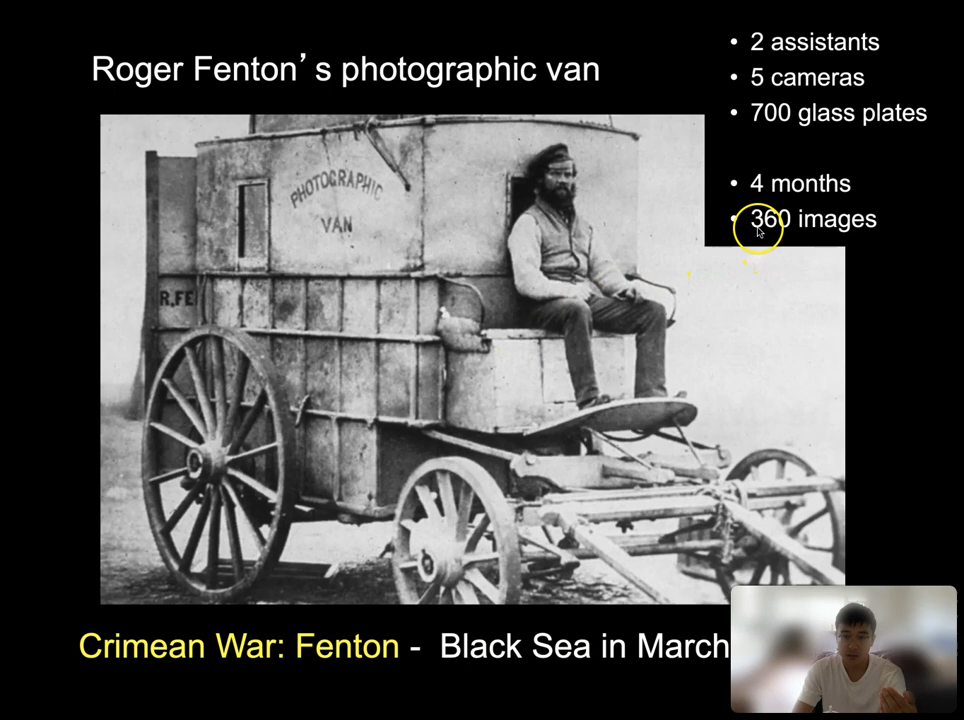 Roger Fenton's photographic van
• 2 assistants
• 5 cameras
• 700 glass plates
• 4 months
• 360 images
PHOTOGRAPHIC
VAN
R.FE
Crimean War: Fenton - Black Sea in March